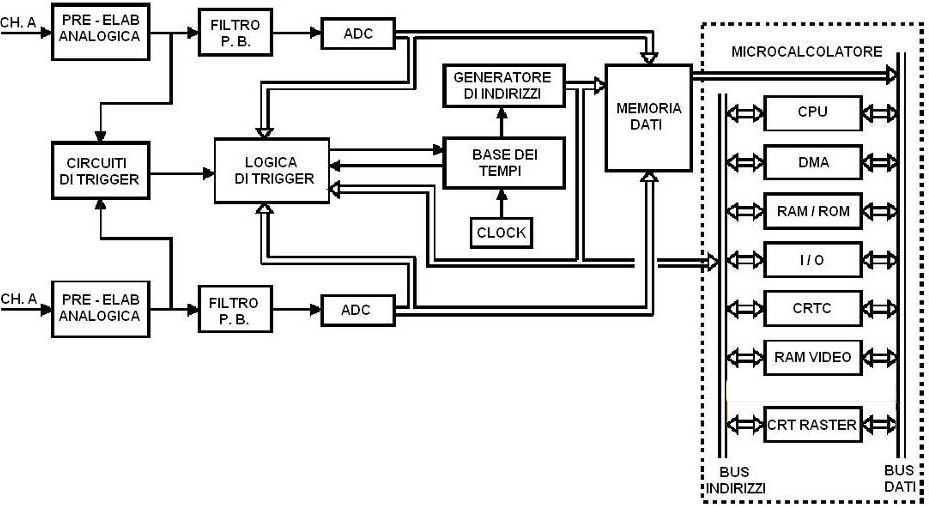 CH. A
PRE - ELAB
ANALOGICA
FILTRO
P. B.
ADC
MICROCALCOLATORE
GENERATORE
DI INDIRIZZI
MEMORIA
DATI
CPU
CIRCUITI
DI TRIGGER
LOGICA
DI TRIGGER
BASE DEI
TEMPI
DMA
CLOCK
RAM / ROM
I / O
CH. A
PRE - ELAB
ANALOGICA
FILTRO
P. B.
ADC
CRTC
RAM VIDEO
CRT RASTER
BUS
INDIRIZZI
BUS
DATI